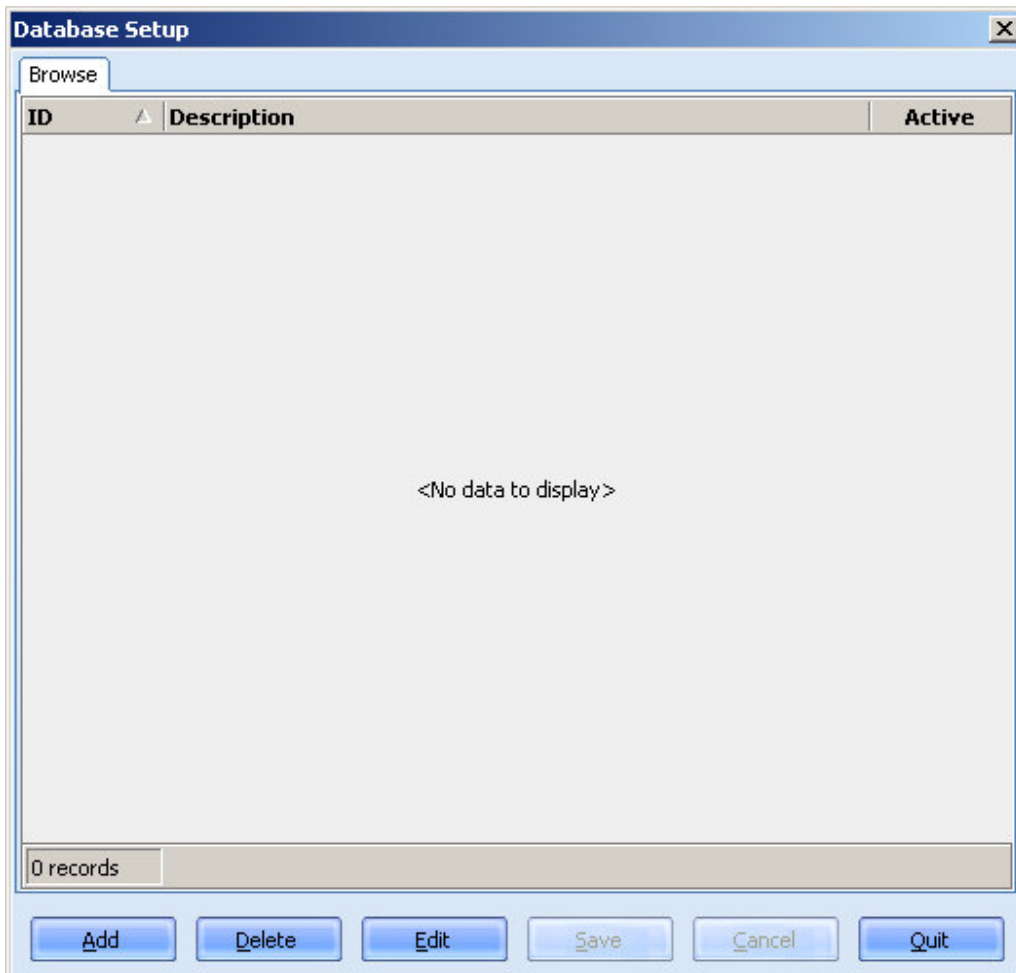 Database Setup
Browse
ID Description Active
<No data to display>
0 records
Add Delete Edit Save Cancel Quit